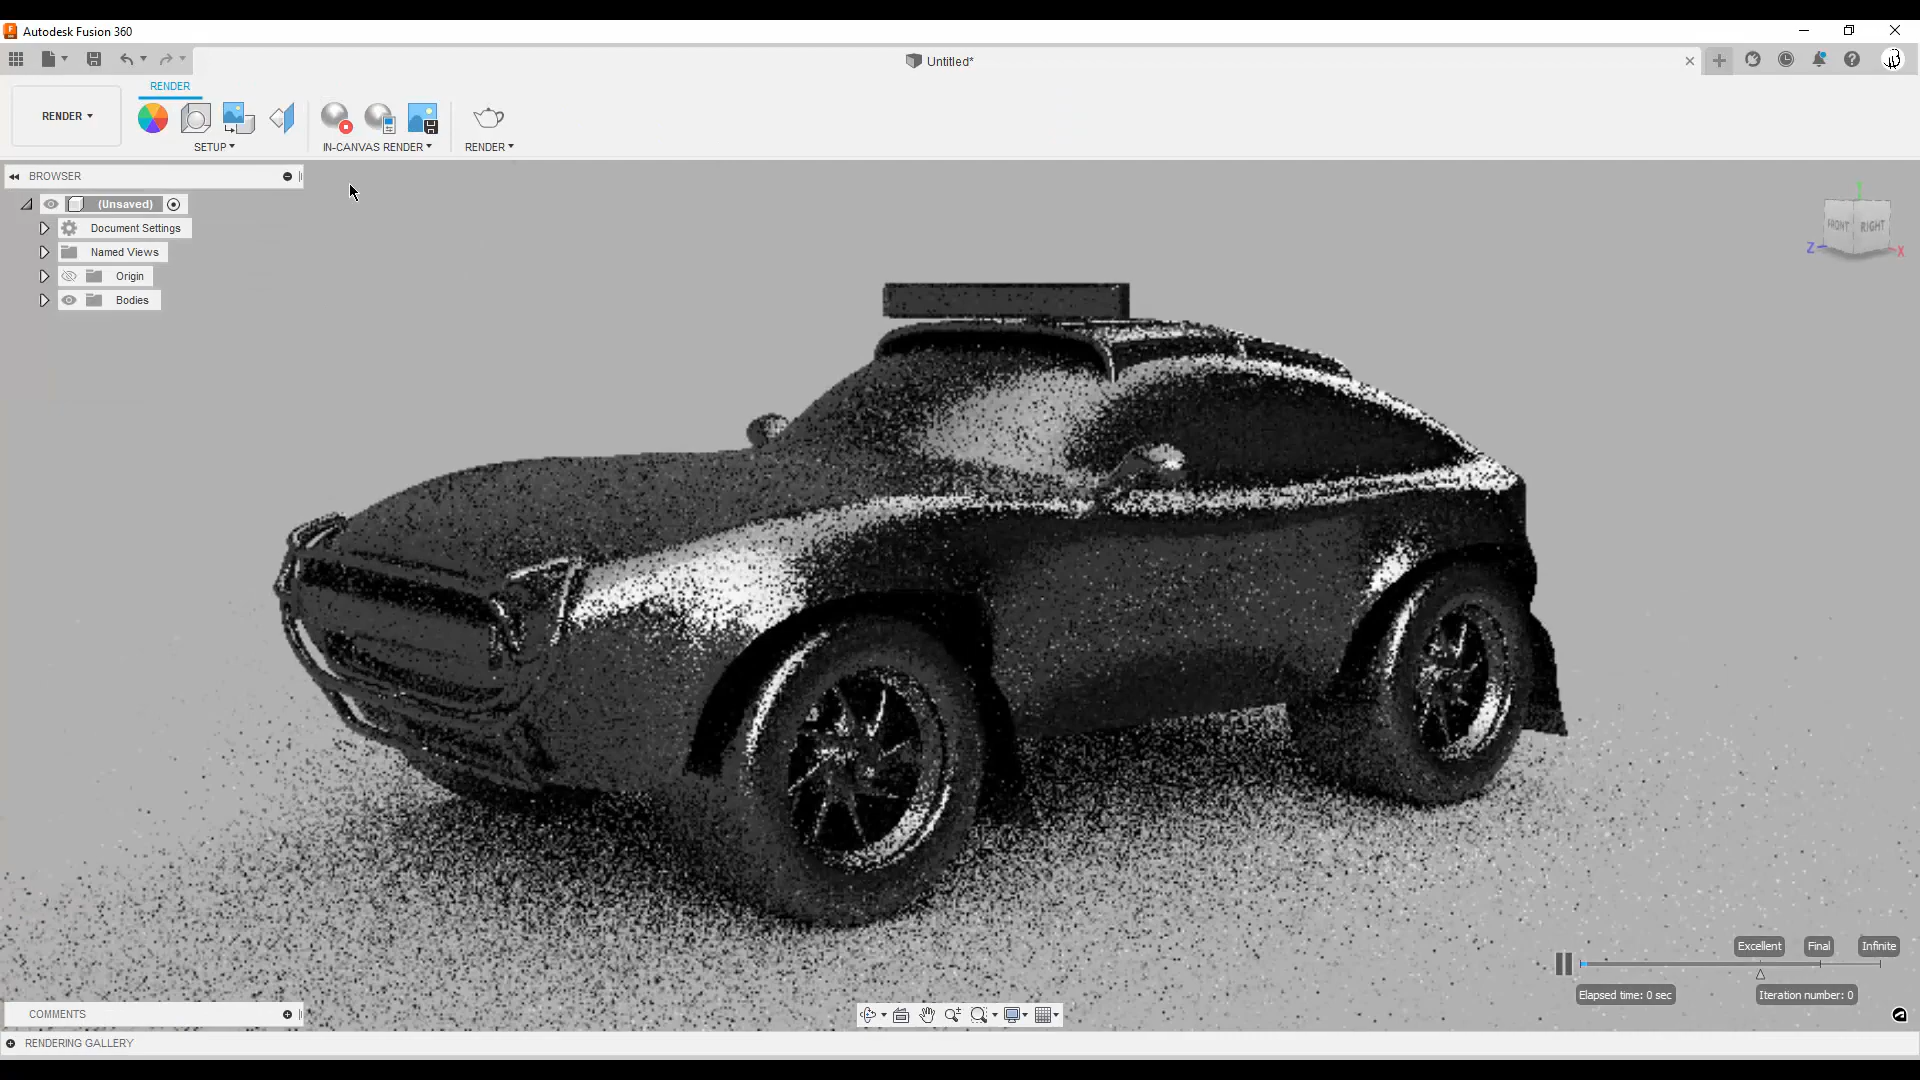 Autodesk Fusion 360
Untitled*
RENDER
RENDER
SETUP
IN-CANVAS RENDER
RENDER
BROWSER
(Unsaved)
Document Settings
Named Views
Origin
Bodies
FRONT
RIGHT
Z
X
Excellent
Final
Infinite
Elapsed time: 0 sec
Iteration number: 0
COMMENTS
RENDERING GALLERY